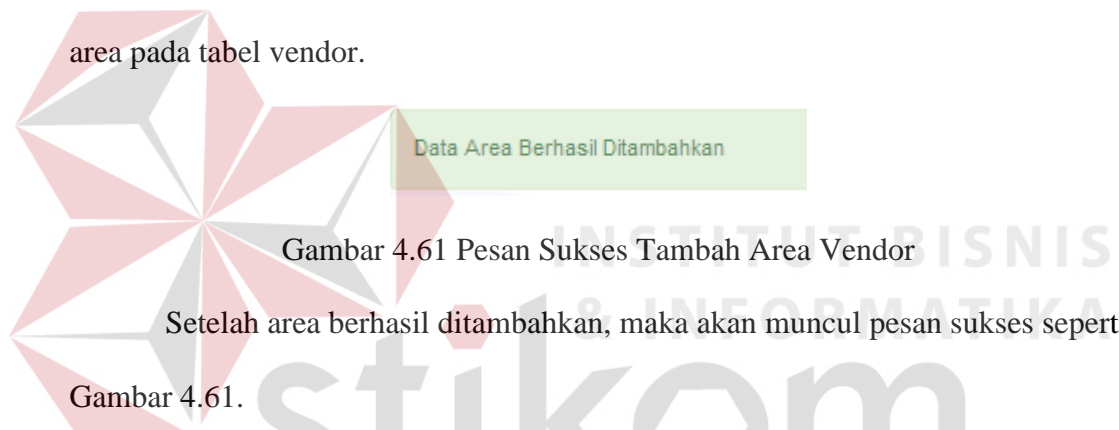 area pada tabel vendor.
Data Area Berhasil Ditambahkan
Gambar 4.61 Pesan Sukses Tambah Area Vendor
INSTITUT BISNIS
Setelah area berhasil ditambahkan, maka akan muncul pesan sukses sepert
& INFORMATIKA
Gambar 4.61.
stikom